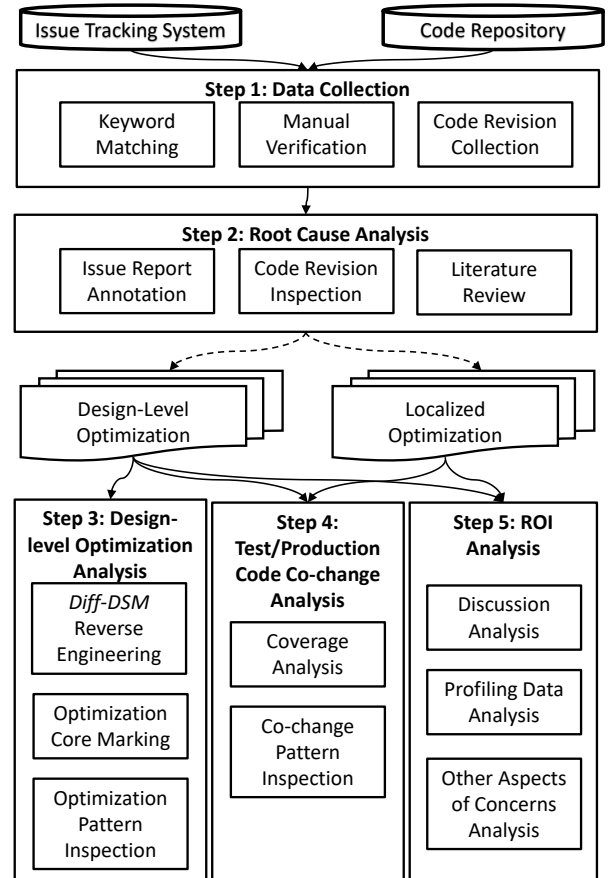 Issue Tracking System
Code Repository
Step 1: Data Collection
Keyword
Matching
Manual
Verification
Code Revision
Collection
Step 2: Root Cause Analysis
Issue Report
Annotation
Code Revision
Inspection
Literature
Review
Design-Level
Optimization
Localized
Optimization
Step 3: Design-
level Optimization
Analysis
Diff-DSM
Reverse
Engineering
Optimization
Core Marking
Optimization
Pattern
Inspection
Step 4:
Test/Production
Code Co-change
Analysis
Coverage
Analysis
Co-change
Pattern
Inspection
Step 5: ROI
Analysis
Discussion
Analysis
Profiling Data
Analysis
Other Aspects
of Concerns
Analysis